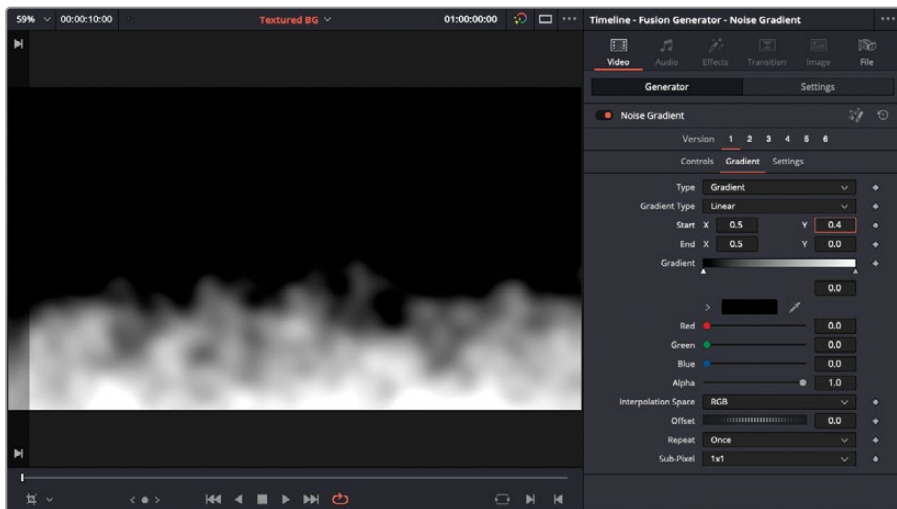 59% 00:00:10:00 Textured BG 01:00:00:00
Timeline - Fusion Generator - Noise Gradient
Video Audio Effects Transition Image File
Generator Settings
Noise Gradient
Version 1 2 3 4 5 6
Controls Gradient Settings
Type Gradient
Gradient Type Linear
Start X 0.5 Y 0.4
End X 0.5 Y 0.0
Gradient
0.0
Red 0.0
Green 0.0
Blue 0.0
Alpha 1.0
Interpolation Space RGB
Offset 0.0
Repeat Once
Sub-Pixel 1x1